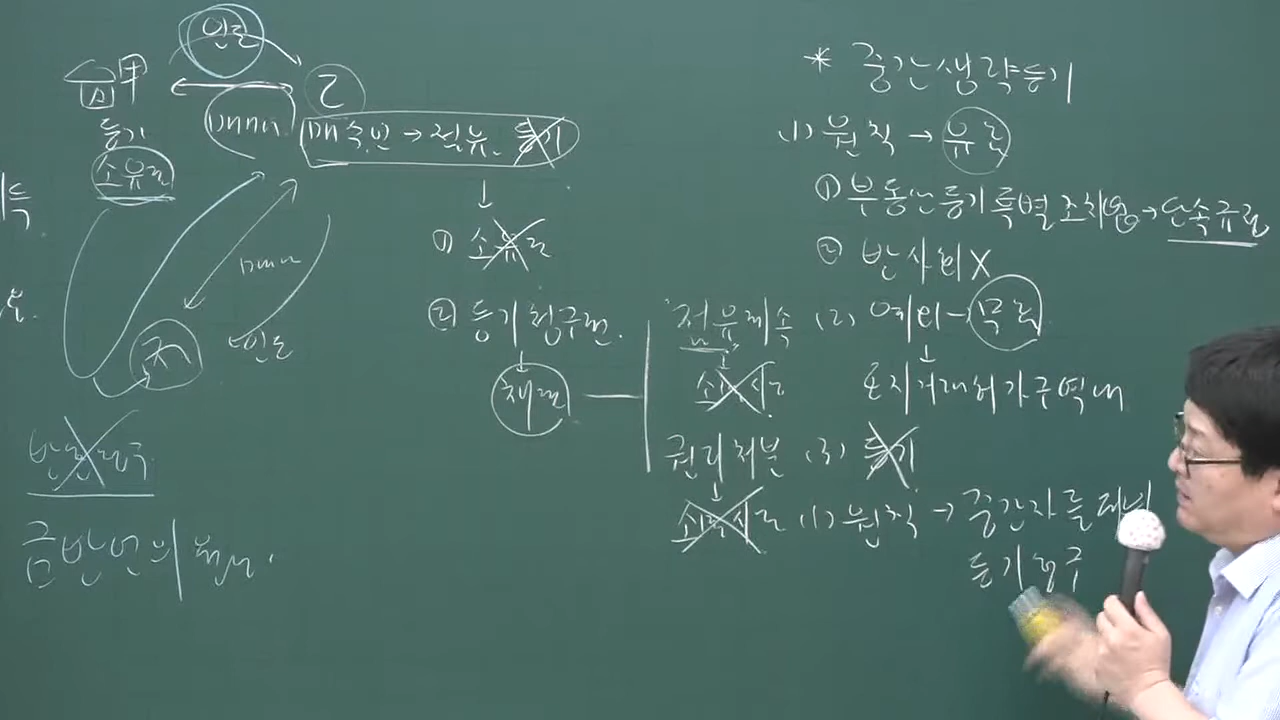 인도
甲
乙
매매
등기
소유권
매수인 → 점유. 등기
매매
丙
인도
반환청구
금반언의 원칙.
① 소유권
② 등기청구권.
채권
점유계속
소멸시효
권리처분
소멸시효
* 중간생략등기
(1) 원칙 → 유효
① 부동산등기특별조치법 → 단속규정
② 반사회X
(2) 예외 - 무효
토지거래허가구역내
(3) 등기
(1) 원칙 → 중간자를 대위
등기청구